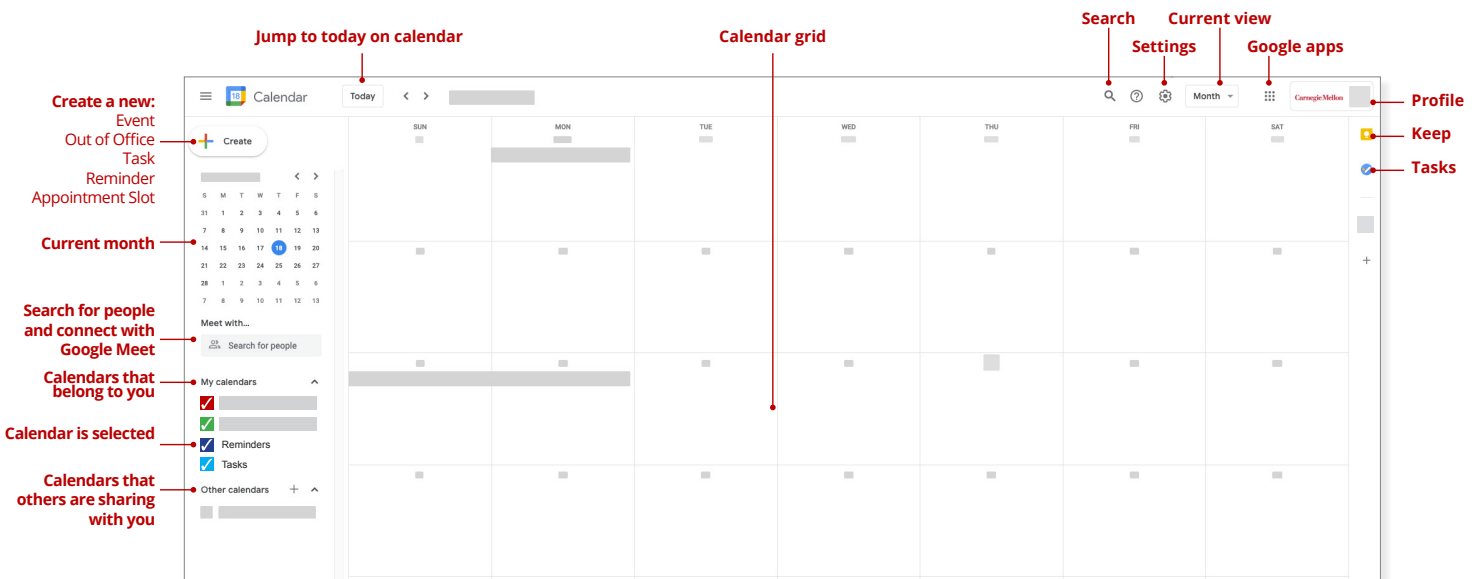 Search
Current view
Jump to today on calendar
Calendar grid
Settings
Google apps
18
Calendar
Today
Month
Carnegie Mellon
Profile
Create a new:
Event
Out of Office
Task
Reminder
Appointment Slot
Create
SUN MON TUE WED THU FRI SAT
Keep
Tasks
S M T W T F S
31 1 2 3 4 5 6
7 8 9 10 11 12 13
14 15 16 17 18 19 20
21 22 23 24 25 26 27
28 1 2 3 4 5 6
7 8 9 10 11 12 13
Current month
Search for people
and connect with
Google Meet
Meet with...
Search for people
Calendars that
belong to you
My calendars
Calendar is selected
Reminders
Tasks
Calendars that
others are sharing
with you
Other calendars